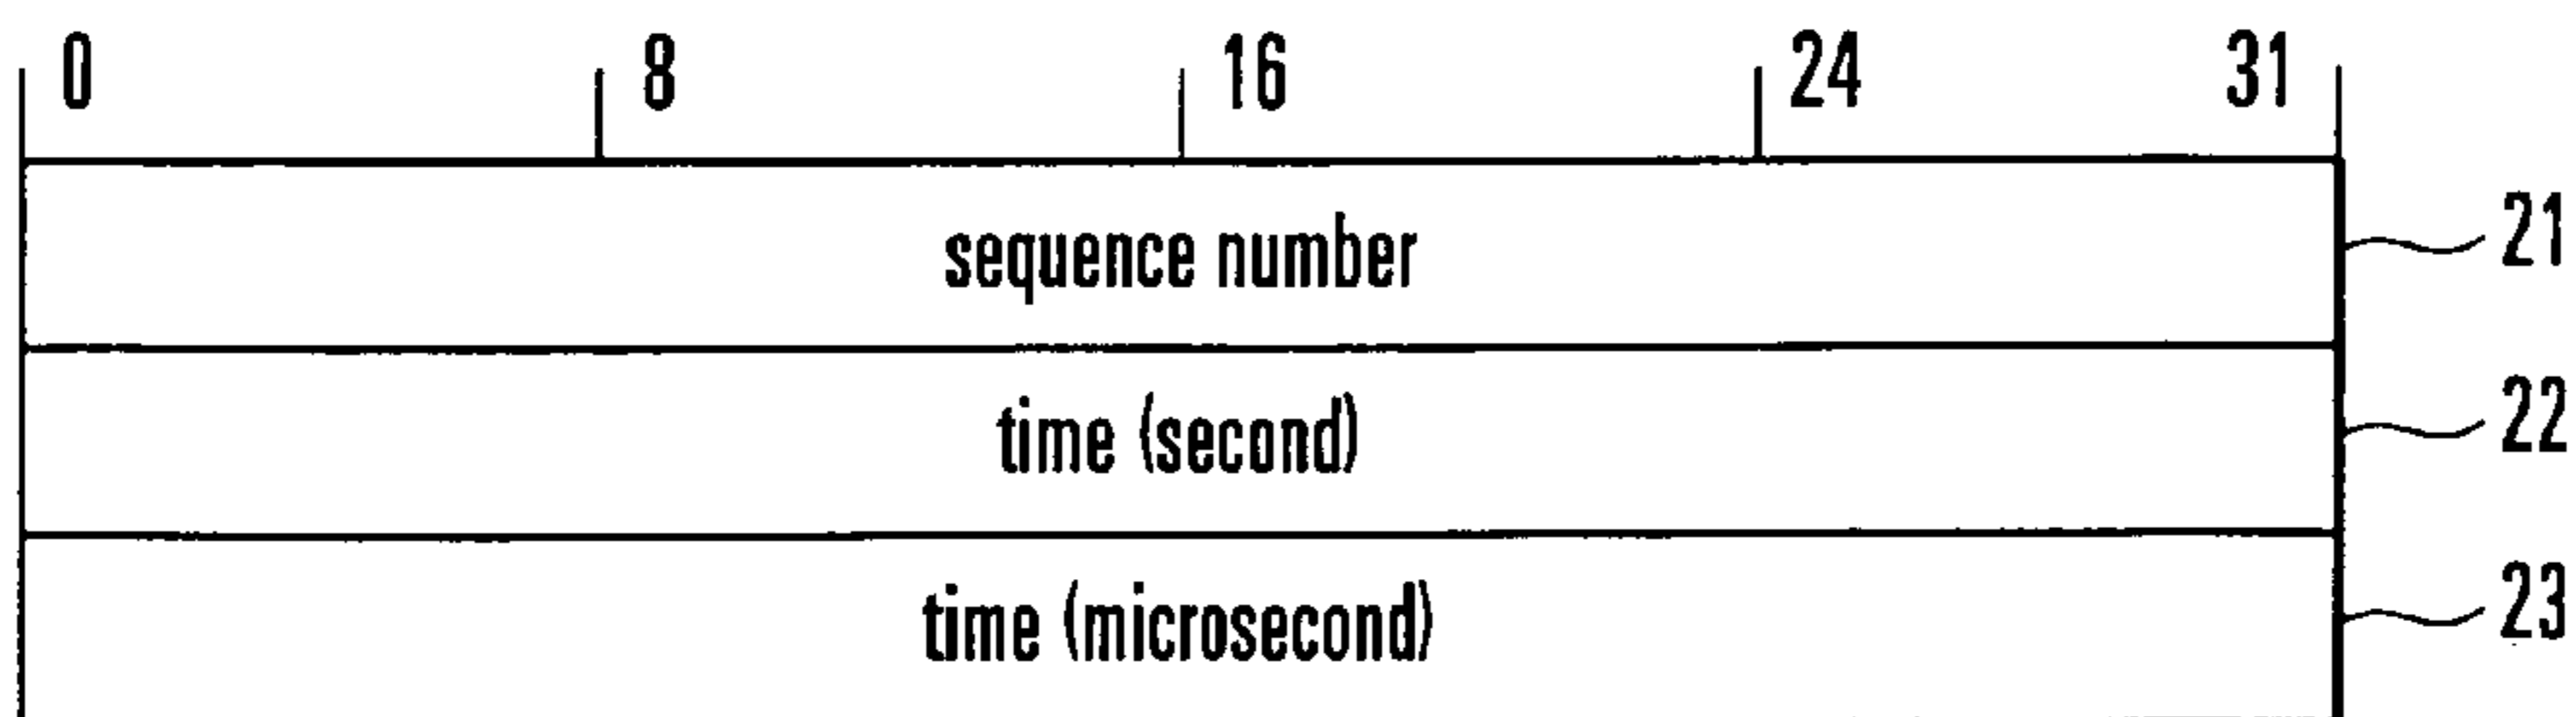 0 8 16 24 31
sequence number 21
time (second) 22
time (microsecond) 23